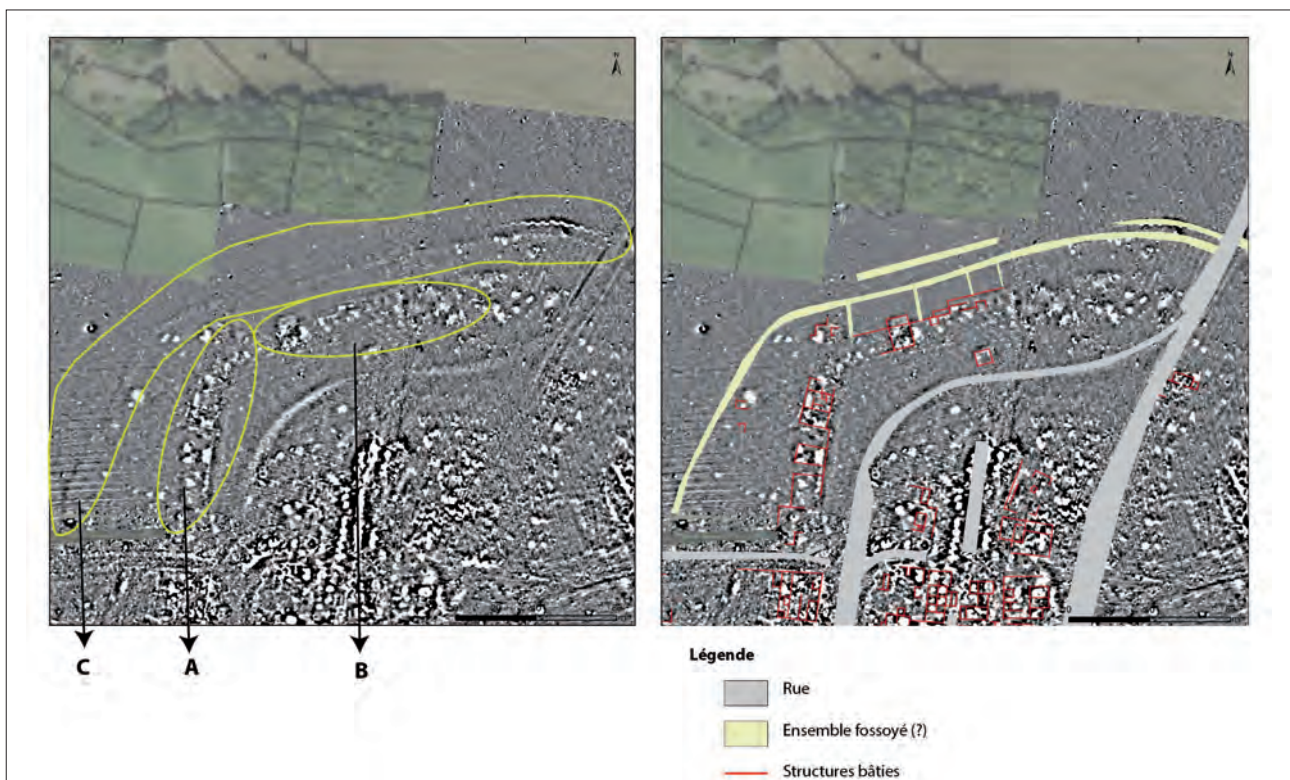 N
N
C
A
B
Légende
Rue
Ensemble fossoyé (?)
Structures bâties